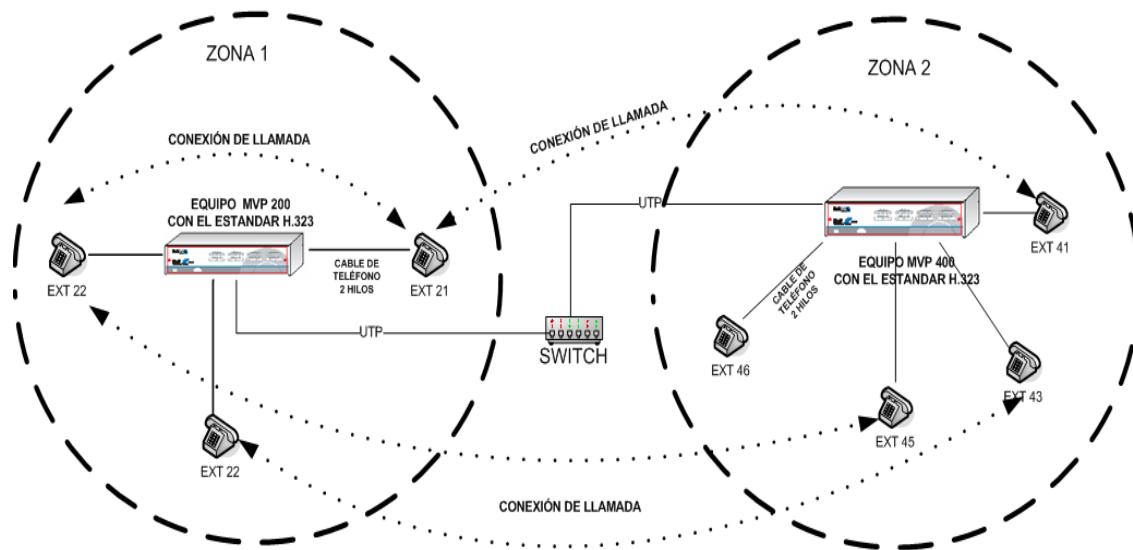 ZONA 1
ZONA 2
CONEXIÓN DE LLAMADA
CONEXIÓN DE LLAMADA
EQUIPO MVP 200
CON EL ESTANDAR H.323
UTP
EXT 22
CABLE DE
TELÉFONO
2 HILOS
EXT 21
EXT 41
EQUIPO MVP 400
CON EL ESTANDAR H.323
CABLE DE
TELÉFONO
2 HILOS
UTP
SWITCH
EXT 46
EXT 43
EXT 45
EXT 22
CONEXIÓN DE LLAMADA